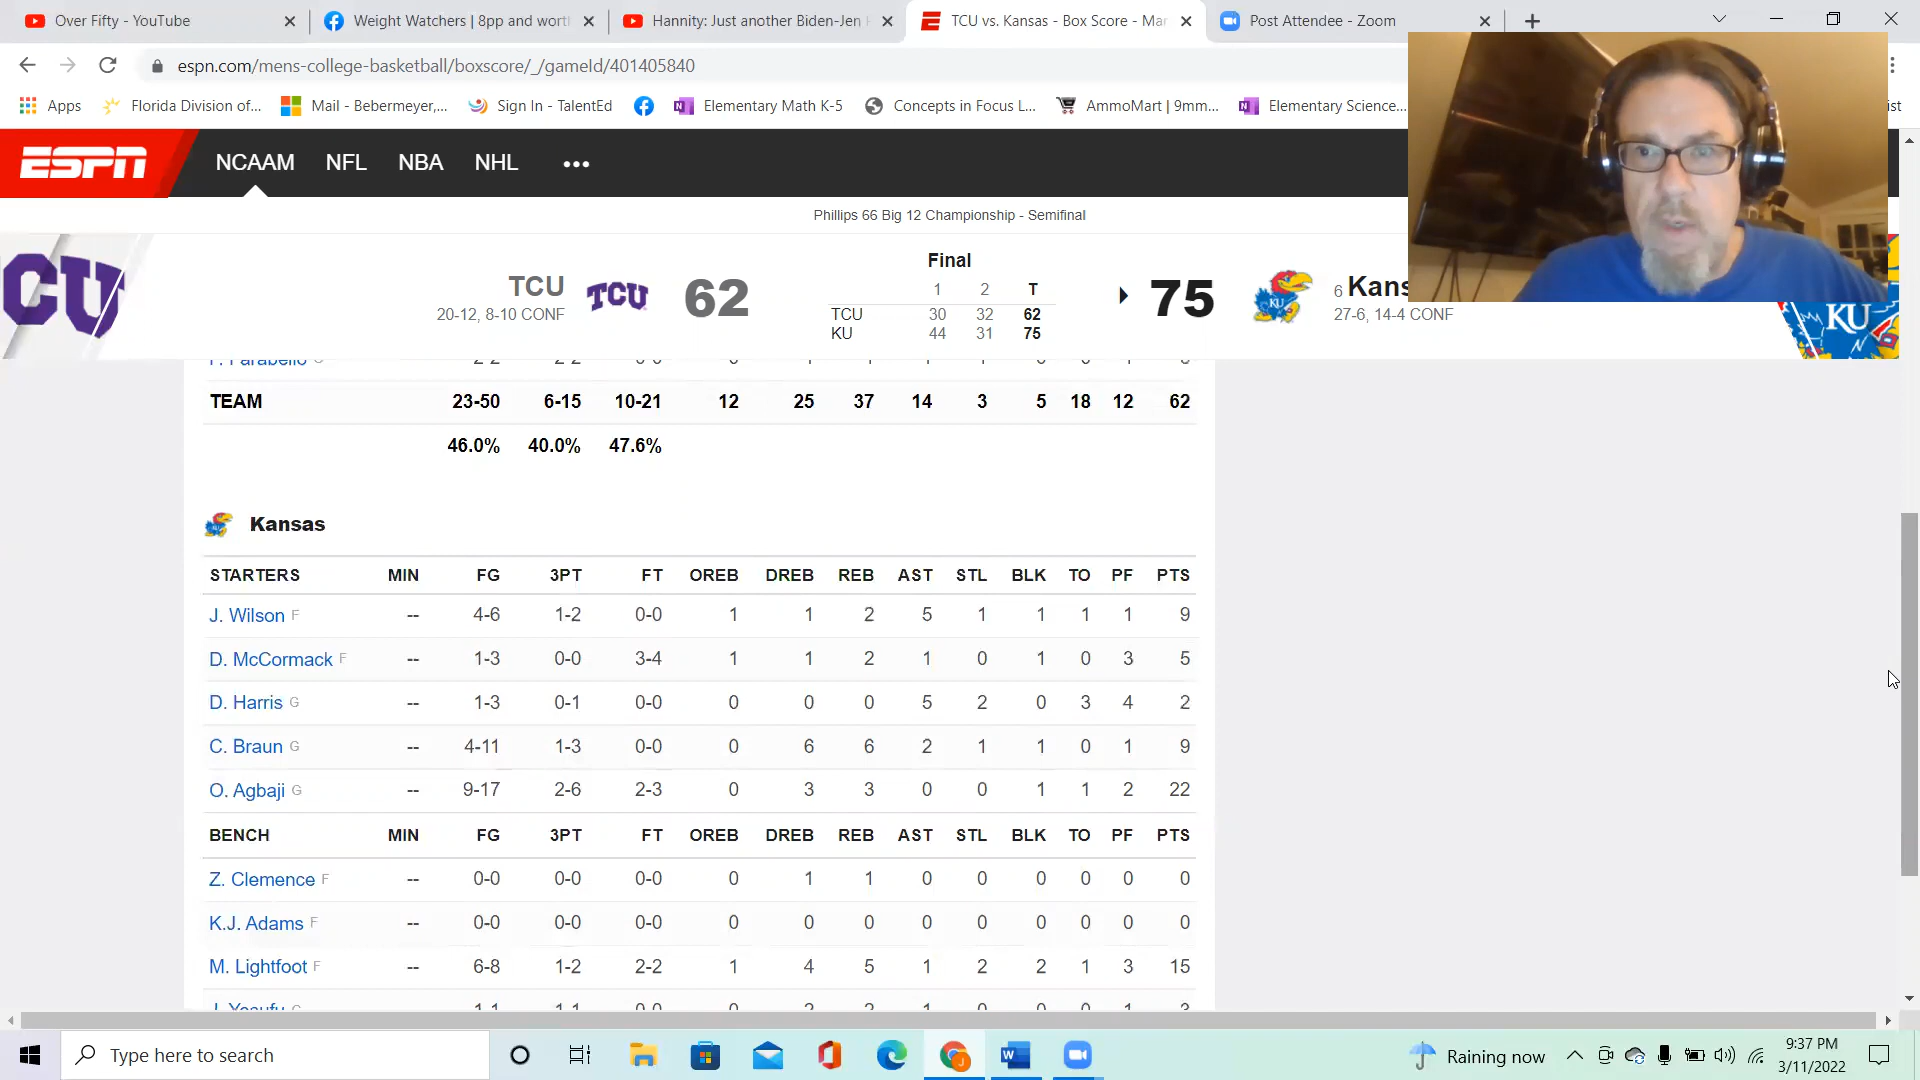 Over Fifty - YouTube
Weight Watchers | 8pp and wort
Hannity: Just another Biden-Jen
TCU vs. Kansas - Box Score - Mar
Post Attendee - Zoom
espn.com/mens-college-basketball/boxscore/_/gameId/401405840
Apps Florida Division of... Mail - Bebermeyer,... Sign In - TalentEd Elementary Math K-5 Concepts in Focus L... AmmoMart | 9mm... Elementary Science... ist
ESPN NCAAM NFL NBA NHL
Phillips 66 Big 12 Championship - Semifinal
CU
TCU
20-12, 8-10 CONF
TCU
62
Final
1 2 T
TCU 30 32 62
KU 44 31 75
75
KU
6 Kans
27-6, 14-4 CONF
KU
TEAM 23-50 6-15 10-21 12 25 37 14 3 5 18 12 62
46.0% 40.0% 47.6%
Kansas
STARTERS MIN FG 3PT FT OREB DREB REB AST STL BLK TO PF PTS
J. Wilson F -- 4-6 1-2 0-0 1 1 2 5 1 1 1 1 9
D. McCormack F -- 1-3 0-0 3-4 1 1 2 1 0 1 0 3 5
D. Harris G -- 1-3 0-1 0-0 0 0 0 5 2 0 3 4 2
C. Braun G -- 4-11 1-3 0-0 0 6 6 2 1 1 0 1 9
O. Agbaji G -- 9-17 2-6 2-3 0 3 3 0 0 1 1 2 22
BENCH MIN FG 3PT FT OREB DREB REB AST STL BLK TO PF PTS
Z. Clemence F -- 0-0 0-0 0-0 0 1 1 0 0 0 0 0 0
K.J. Adams F -- 0-0 0-0 0-0 0 0 0 0 0 0 0 0 0
M. Lightfoot F -- 6-8 1-2 2-2 1 4 5 1 2 2 1 3 15
Type here to search
Raining now
9:37 PM
3/11/2022